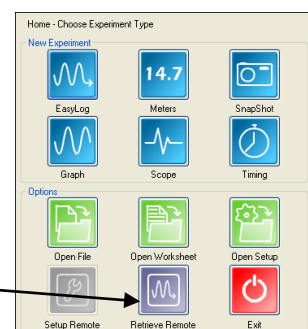 Home - Choose Experiment Type
New Experiment
14.7
EasyLog Meters SnapShot
Graph Scope Timing
Options
Open File Open Worksheet Open Setup
Setup Remote Retrieve Remote Exit